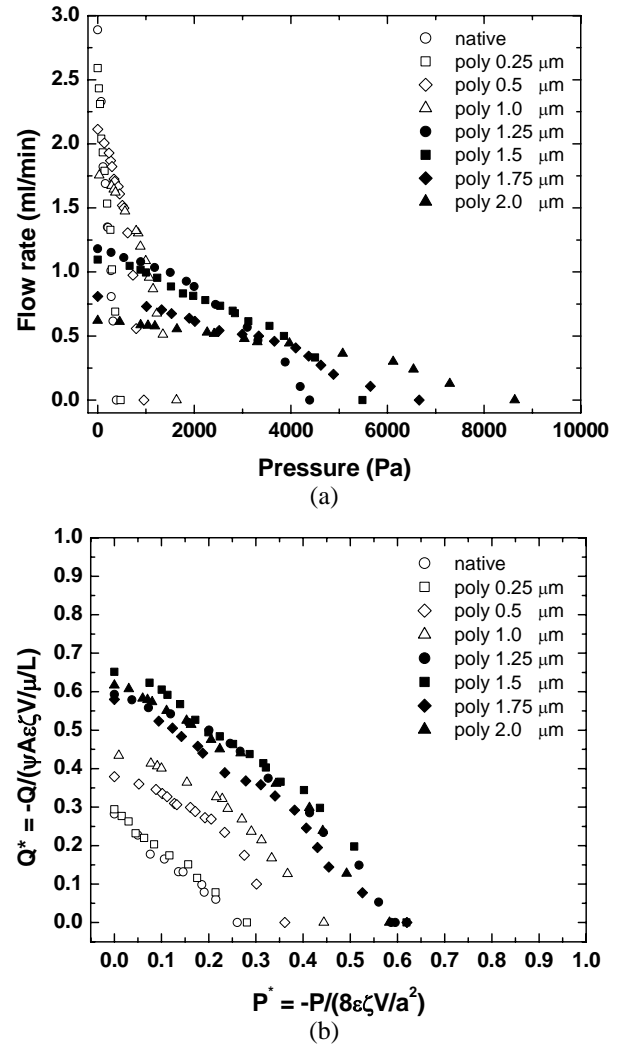 3.0
2.5
2.0
1.5
1.0
0.5
0.0
Flow rate (ml/min)
native
poly 0.25 μm
poly 0.5 μm
poly 1.0 μm
poly 1.25 μm
poly 1.5 μm
poly 1.75 μm
poly 2.0 μm
0 2000 4000 6000 8000 10000
Pressure (Pa)
(a)
1.0
0.9
0.8
0.7
0.6
0.5
0.4
0.3
0.2
0.1
0.0
Q* = -Q/(ψAεζV/μ/L)
native
poly 0.25 μm
poly 0.5 μm
poly 1.0 μm
poly 1.25 μm
poly 1.5 μm
poly 1.75 μm
poly 2.0 μm
0.0 0.1 0.2 0.3 0.4 0.5 0.6 0.7 0.8 0.9 1.0
P* = -P/(8εζV/a²)
(b)